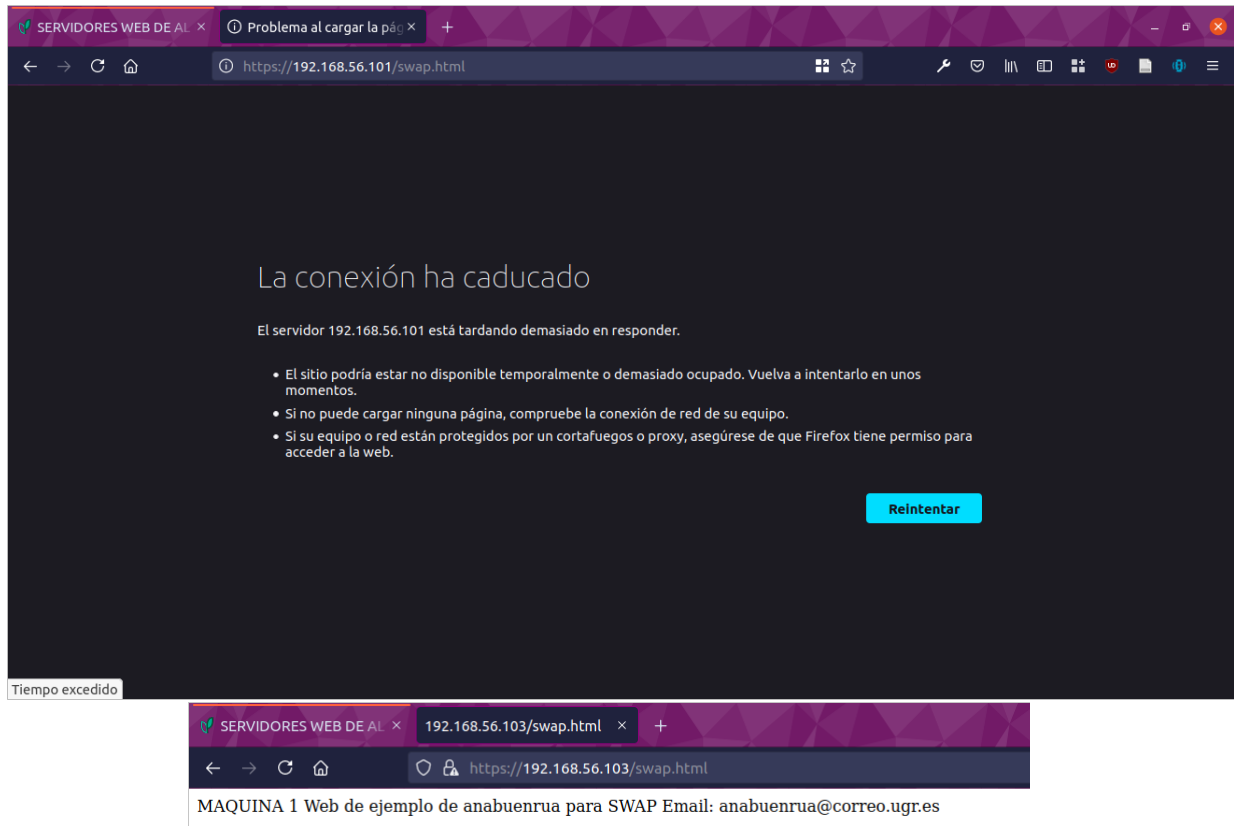 SERVIDORES WEB DE AL
Problema al cargar la pág
https://192.168.56.101/swap.html
La conexión ha caducado
El servidor 192.168.56.101 está tardando demasiado en responder.
• El sitio podría estar no disponible temporalmente o demasiado ocupado. Vuelva a intentarlo en unos
momentos.
• Si no puede cargar ninguna página, compruebe la conexión de red de su equipo.
• Si su equipo o red están protegidos por un cortafuegos o proxy, asegúrese de que Firefox tiene permiso para
acceder a la web.
Reintentar
Tiempo excedido
SERVIDORES WEB DE AL
192.168.56.103/swap.html
https://192.168.56.103/swap.html
MAQUINA 1 Web de ejemplo de anabuenrua para SWAP Email: anabuenrua@correo.ugr.es